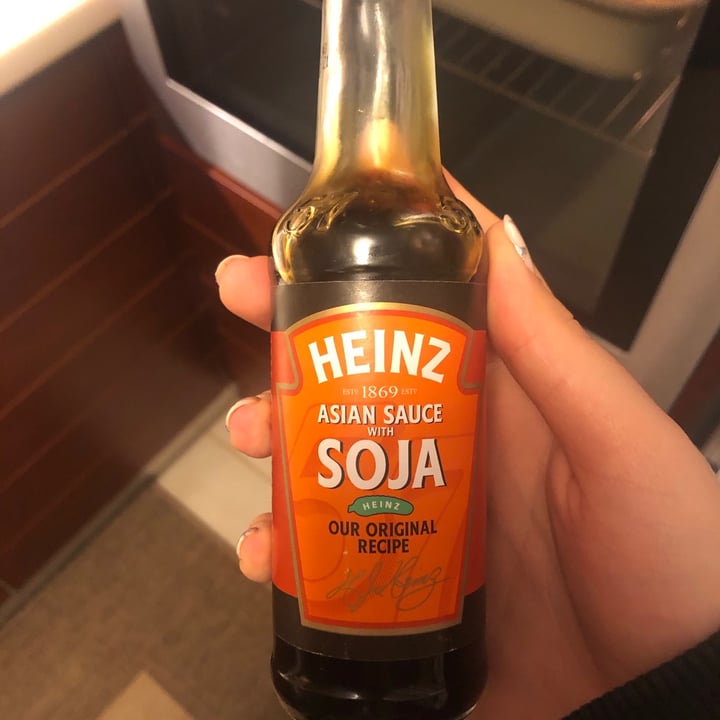 HEINZ
ESTD 1869 ESTD
ASIAN SAUCE
WITH
SOJA
HEINZ
OUR ORIGINAL
RECIPE